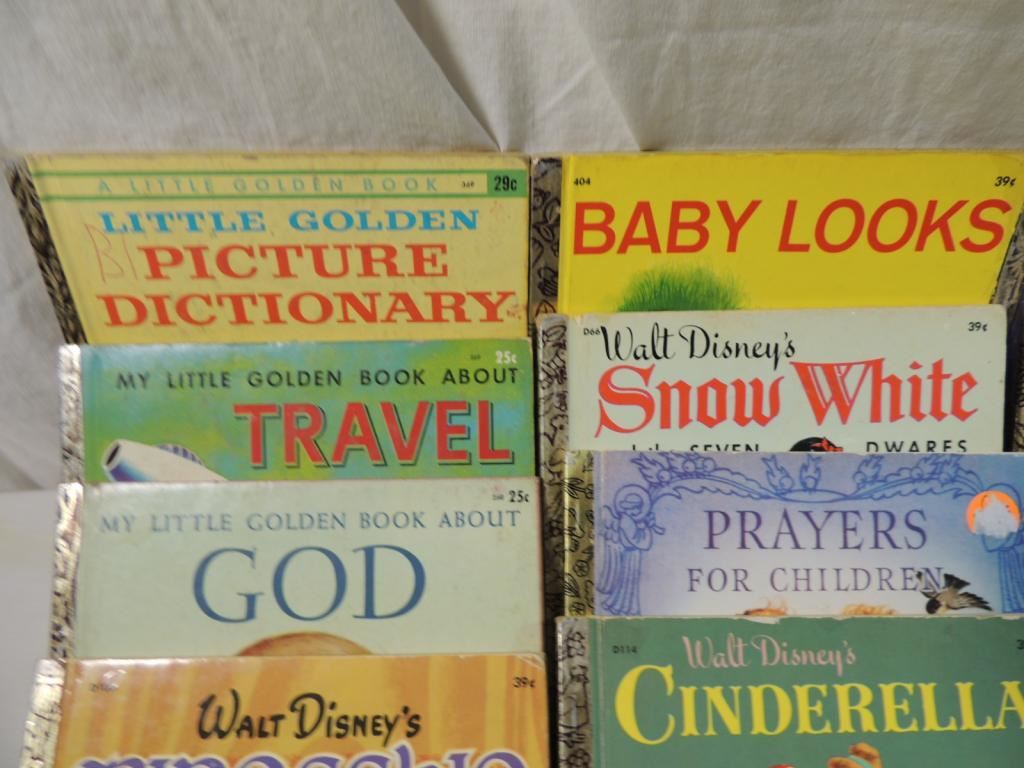 A LITTLE GOLDEN BOOK 369 29¢
LITTLE GOLDEN
PICTURE
DICTIONARY
MY LITTLE GOLDEN BOOK ABOUT 25¢
TRAVEL
25¢
MY LITTLE GOLDEN BOOK ABOUT
GOD
39¢
WALT DISNEY'S
404 39¢
BABY LOOKS
D66 Walt Disney's 39¢
Snow White
SEVEN DWARFS
PRAYERS
FOR CHILDREN
D114 Walt Disney's
CINDERELLA